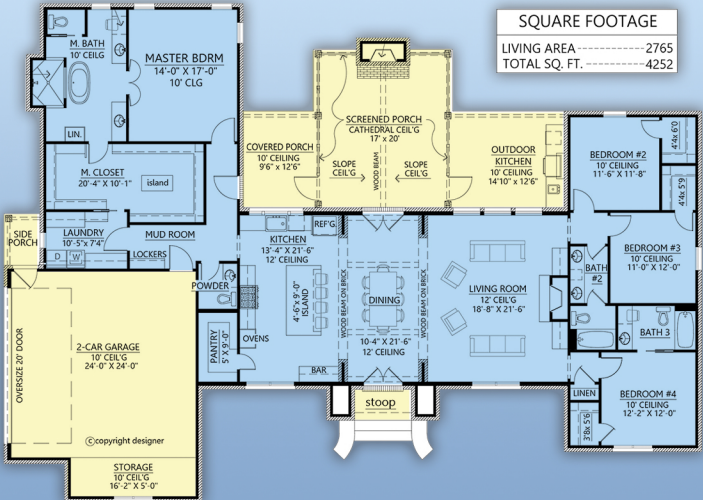 SQUARE FOOTAGE
LIVING AREA 2765
TOTAL SQ. FT. 4252
M. BATH
10' CEILG
LIN.
MASTER BDRM
14'-0" X 17'-0"
10' CLG
M. CLOSET
20'-4" X 10'-1"
island
COVERED PORCH
10' CEILING
9'6" x 12'6"
SCREENED PORCH
CATHEDRAL CEIL'G
17' x 20'
SLOPE
CEIL'G
WOOD BEAM
SLOPE
CEIL'G
OUTDOOR
KITCHEN
10' CEILING
14'10" x 12'6"
BEDROOM #2
10' CEILING
11'-6" X 11'-8"
4'4x 6'0
4'4x 5'9
SIDE
PORCH
LAUNDRY
10'-5"x 7'4"
D
W
MUD ROOM
LOCKERS
POWDER
KITCHEN
13'-4" X 21'-6"
12' CEILING
REF'G
4'-6"x 9'-0"
ISLAND
OVENS
PANTRY
5' X 9'-0"
BAR
WOOD BEAM ON BRICK
DINING
10'-4" X 21'-6"
12' CEILING
WOOD BEAM ON BRICK
LIVING ROOM
12' CEIL'G
18'-8" X 21'-6"
BEDROOM #3
10' CEILING
11'-0" X 12'-0"
BATH
#2
BATH 3
LINEN
BEDROOM #4
10' CEILING
12'-2" X 12'-0"
3'8x 5'6
OVERSIZE 20' DOOR
2-CAR GARAGE
10' CEIL'G
24'-0" X 24'-0"
©copyright designer
STORAGE
10' CEIL'G
16'-2" X 5'-0"
stoop